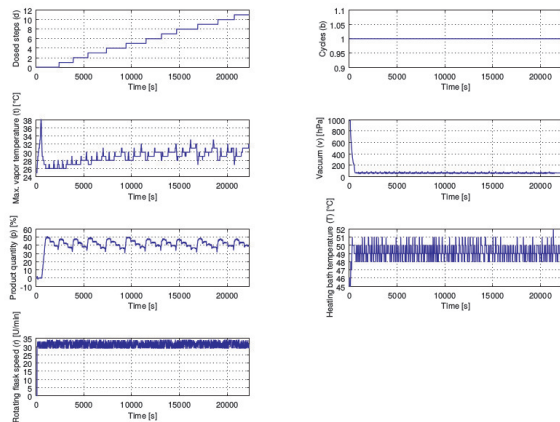 Dosed steps (d)
12
10
8
6
4
2
0
0 5000 10000 15000 20000
Time [s]
Cycles (b)
1.1
1.05
1
0.95
0.9
0 5000 10000 15000 20000
Time [s]
Max. vapor temperature (t) [°C]
38
36
34
32
30
28
26
24
0 5000 10000 15000 20000
Time [s]
Vacuum (v) [hPa]
1000
800
600
400
200
0
0 5000 10000 15000 20000
Time [s]
Product quantity (p) [%]
60
50
40
30
20
10
0
-10
0 5000 10000 15000 20000
Time [s]
Heating bath temperature (T) [°C]
52
51
50
49
48
47
46
45
0 5000 10000 15000 20000
Time [s]
Rotating flask speed (r) [U/min]
35
30
25
20
15
10
5
0
0 5000 10000 15000 20000
Time [s]